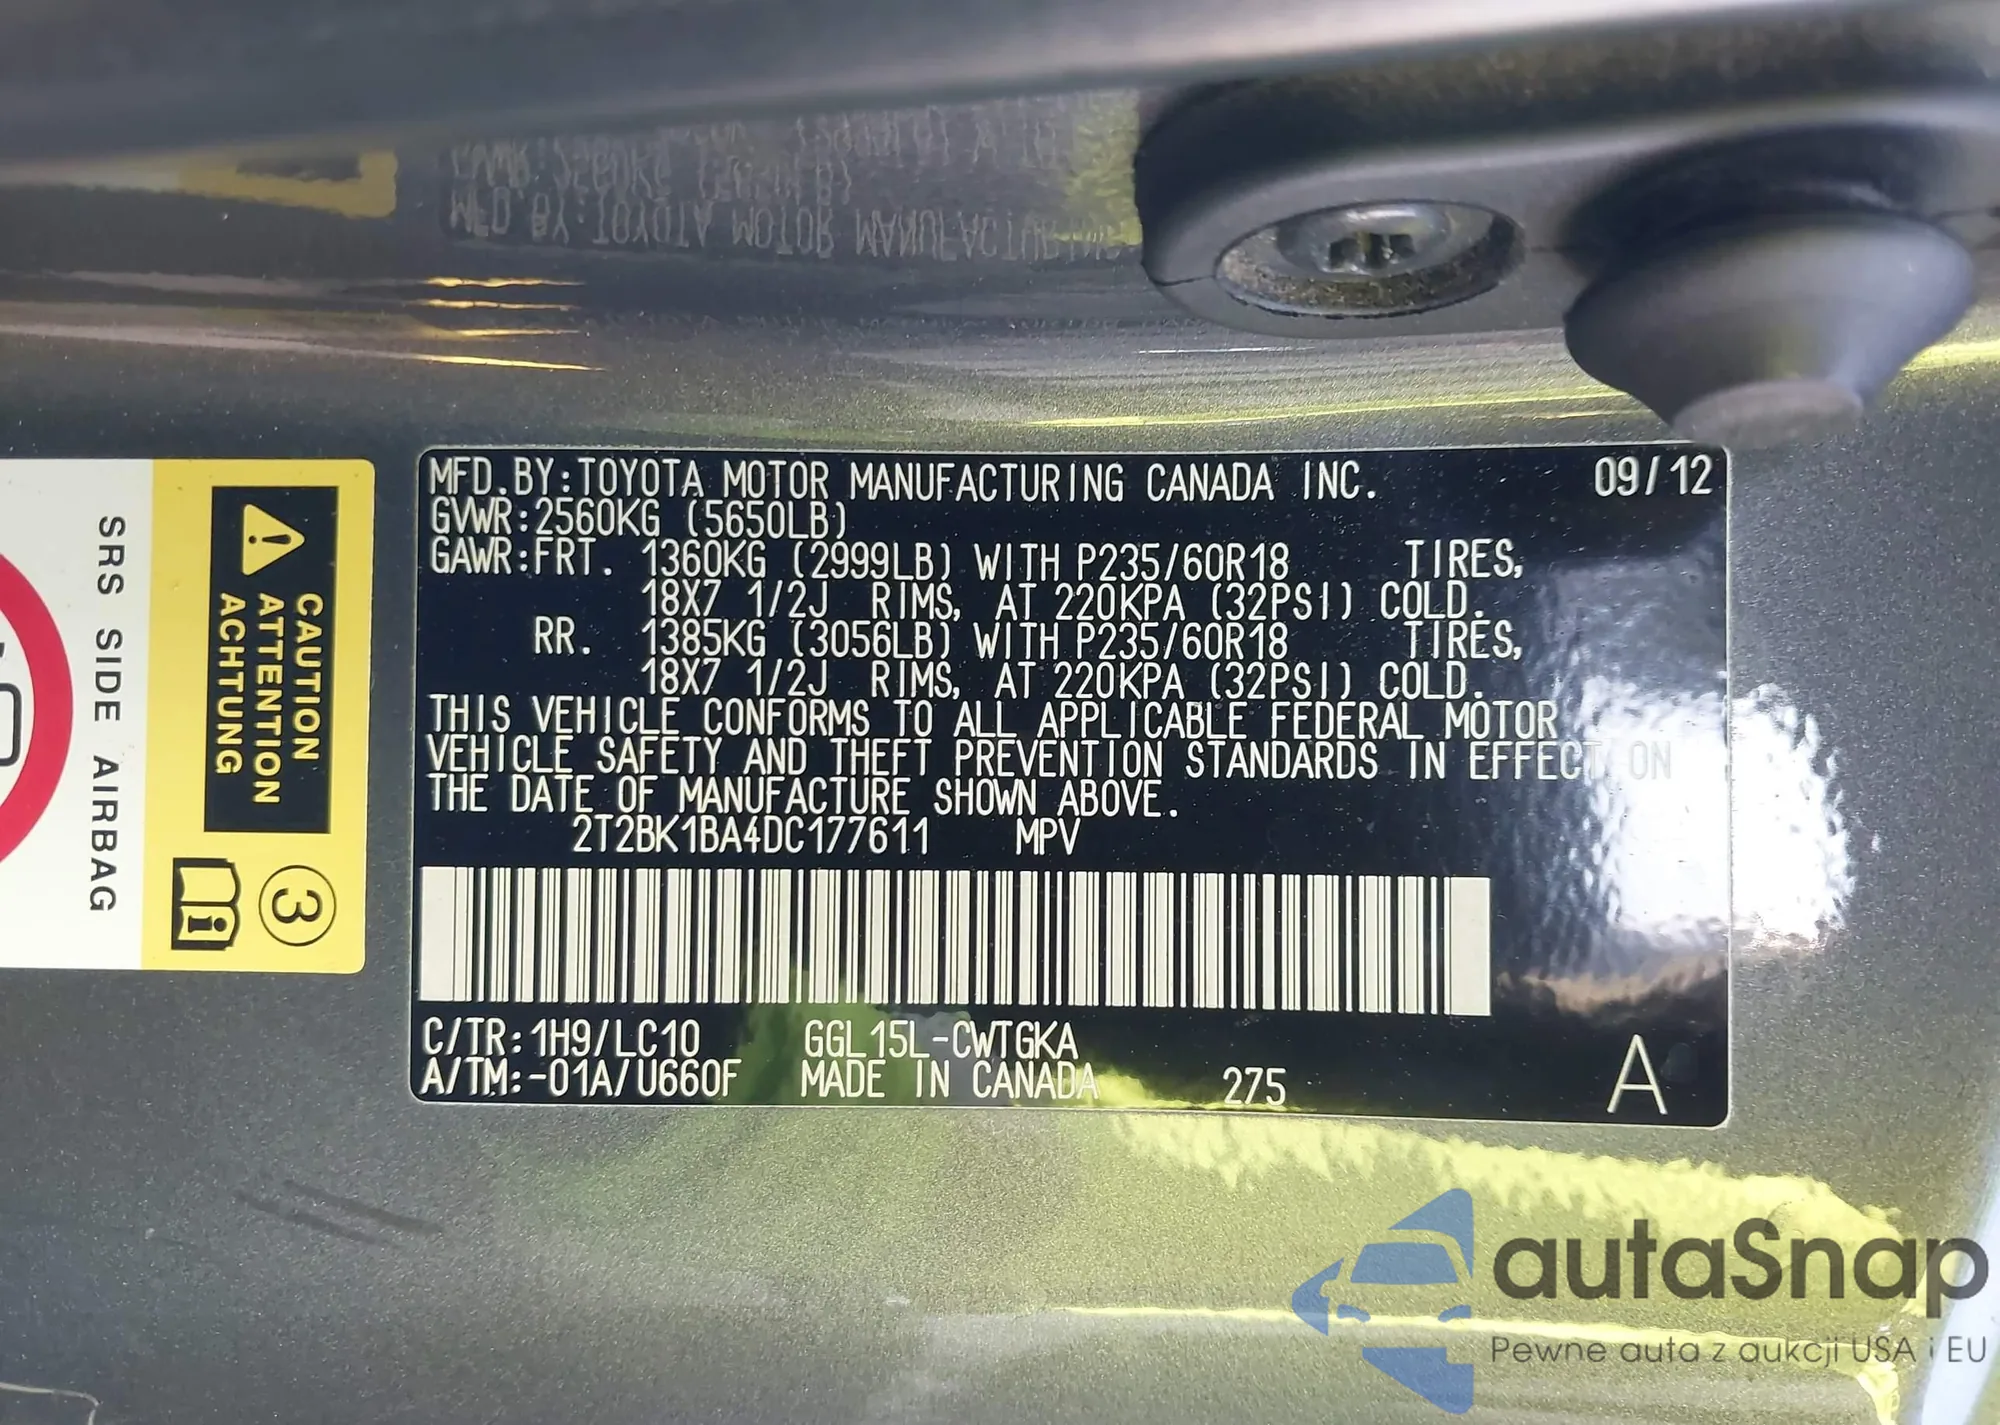 MFD.BY:TOYOTA MOTOR MANUFACTURING CANADA INC. 09/12
GVWR:2560KG (5650LB)
GAWR:FRT. 1360KG (2999LB) WITH P235/60R18 TIRES,
18X7 1/2J RIMS, AT 220KPA (32PSI) COLD.
RR. 1385KG (3056LB) WITH P235/60R18 TIRES,
18X7 1/2J RIMS, AT 220KPA (32PSI) COLD.
THIS VEHICLE CONFORMS TO ALL APPLICABLE FEDERAL MOTOR
VEHICLE SAFETY AND THEFT PREVENTION STANDARDS IN EFFECT ON
THE DATE OF MANUFACTURE SHOWN ABOVE.
2T2BK1BA4DC177611 MPV
C/TR:1H9/LC10 GGL15L-CWTGKA
A/TM:-01A/U660F MADE IN CANADA 275 A
CAUTION
ATTENTION
ACHTUNG
3
SRS SIDE AIRBAG
autaSnap
Pewne auta z aukcji USA i EU